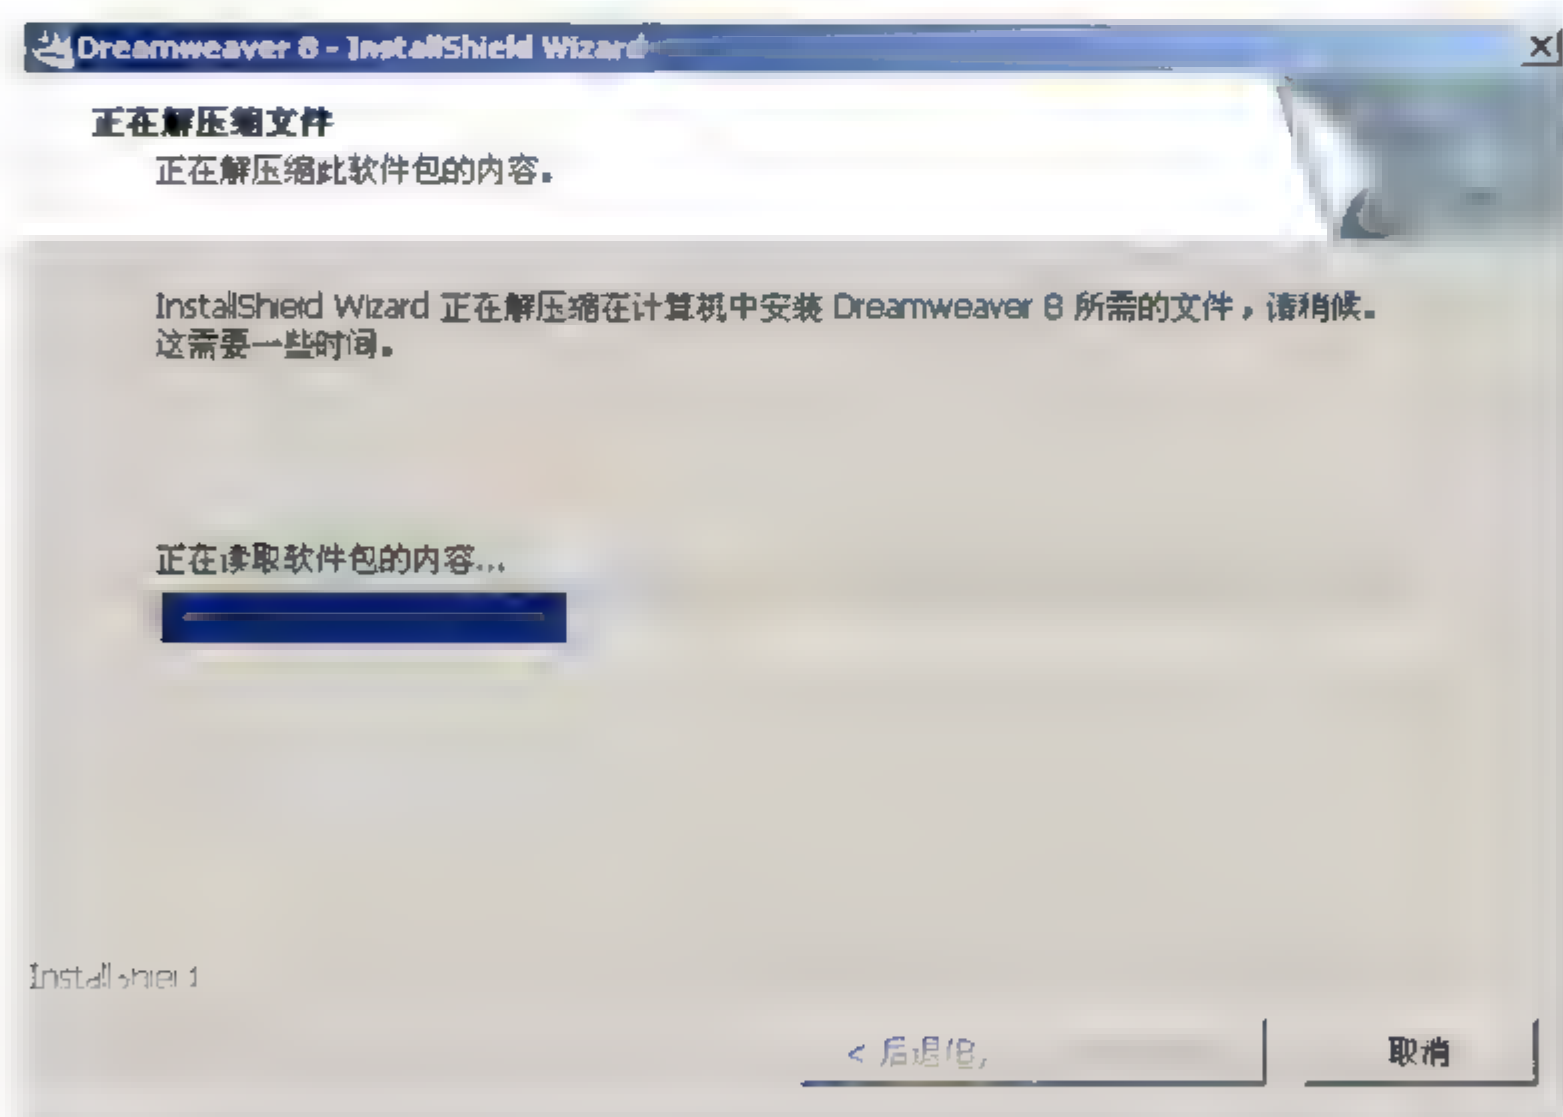 Dreamweaver 8 - InstallShield Wizard
正在解压缩文件
正在解压缩此软件包的内容。
InstallShield Wizard 正在解压缩在计算机中安装 Dreamweaver 8 所需的文件，请稍候。
这需要一些时间。
正在读取软件包的内容...
InstallShield
< 后退(B)
取消